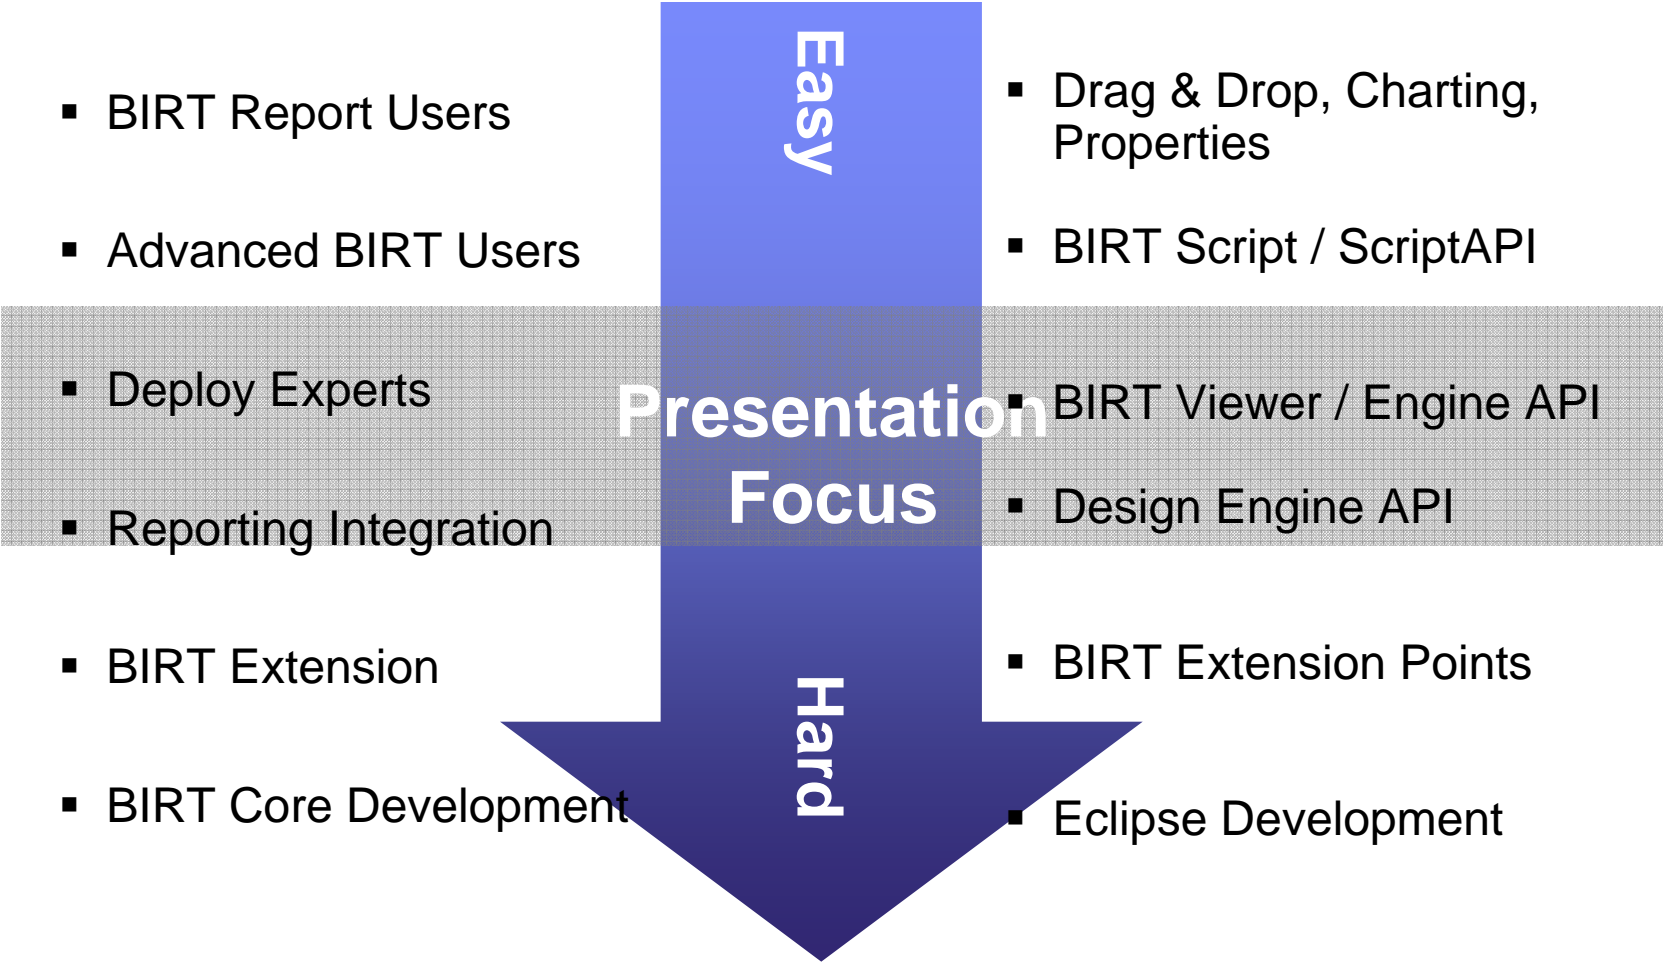 ▪ BIRT Report Users
▪ Advanced BIRT Users
▪ Deploy Experts
▪ Reporting Integration
▪ BIRT Extension
▪ BIRT Core Development
Easy
Presentation
Focus
Hard
▪ Drag & Drop, Charting,
Properties
▪ BIRT Script / ScriptAPI
▪ BIRT Viewer / Engine API
▪ Design Engine API
▪ BIRT Extension Points
▪ Eclipse Development